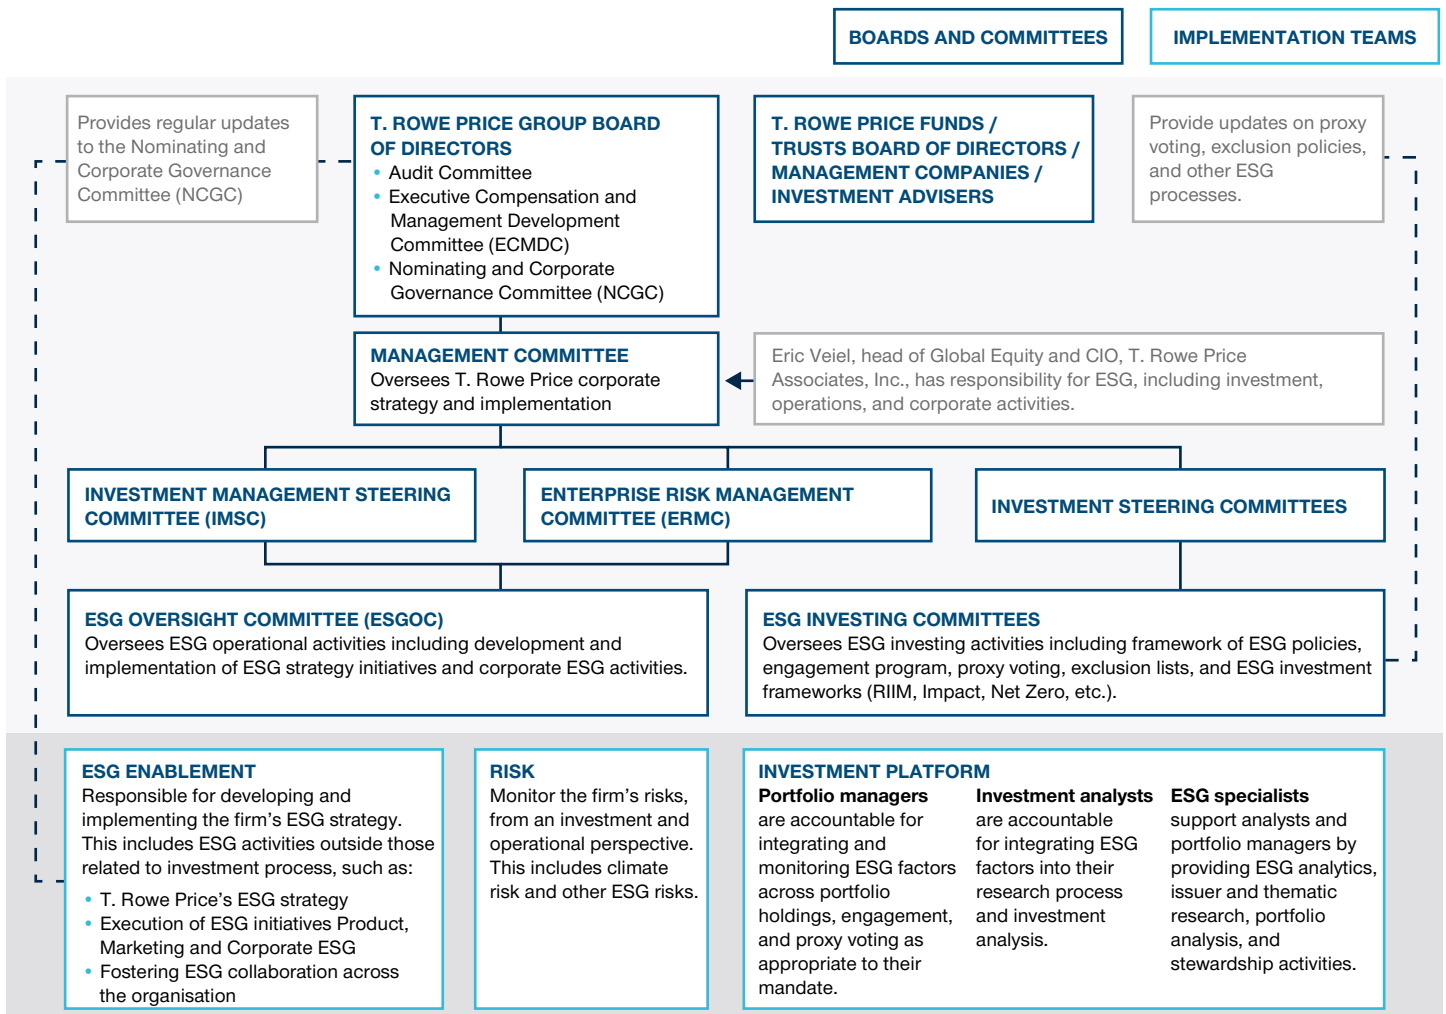 BOARDS AND COMMITTEES
IMPLEMENTATION TEAMS
Provides regular updates
to the Nominating and
Corporate Governance
Committee (NCGC)
T. ROWE PRICE GROUP BOARD
OF DIRECTORS
• Audit Committee
• Executive Compensation and
Management Development
Committee (ECMDC)
• Nominating and Corporate
Governance Committee (NCGC)
T. ROWE PRICE FUNDS /
TRUSTS BOARD OF DIRECTORS /
MANAGEMENT COMPANIES /
INVESTMENT ADVISERS
Provide updates on proxy
voting, exclusion policies,
and other ESG
processes.
MANAGEMENT COMMITTEE
Oversees T. Rowe Price corporate
strategy and implementation
Eric Veiel, head of Global Equity and CIO, T. Rowe Price
Associates, Inc., has responsibility for ESG, including investment,
operations, and corporate activities.
INVESTMENT MANAGEMENT STEERING
COMMITTEE (IMSC)
ENTERPRISE RISK MANAGEMENT
COMMITTEE (ERMC)
INVESTMENT STEERING COMMITTEES
ESG OVERSIGHT COMMITTEE (ESGOC)
Oversees ESG operational activities including development and
implementation of ESG strategy initiatives and corporate ESG activities.
ESG INVESTING COMMITTEES
Oversees ESG investing activities including framework of ESG policies,
engagement program, proxy voting, exclusion lists, and ESG investment
frameworks (RIIM, Impact, Net Zero, etc.).
ESG ENABLEMENT
Responsible for developing and
implementing the firm's ESG strategy.
This includes ESG activities outside those
related to investment process, such as:
• T. Rowe Price's ESG strategy
• Execution of ESG initiatives Product,
Marketing and Corporate ESG
• Fostering ESG collaboration across
the organisation
RISK
Monitor the firm's risks,
from an investment and
operational perspective.
This includes climate
risk and other ESG risks.
INVESTMENT PLATFORM
Portfolio managers
are accountable for
integrating and
monitoring ESG factors
across portfolio
holdings, engagement,
and proxy voting as
appropriate to their
mandate.
Investment analysts
are accountable
for integrating ESG
factors into their
research process
and investment
analysis.
ESG specialists
support analysts and
portfolio managers by
providing ESG analytics,
issuer and thematic
research, portfolio
analysis, and
stewardship activities.